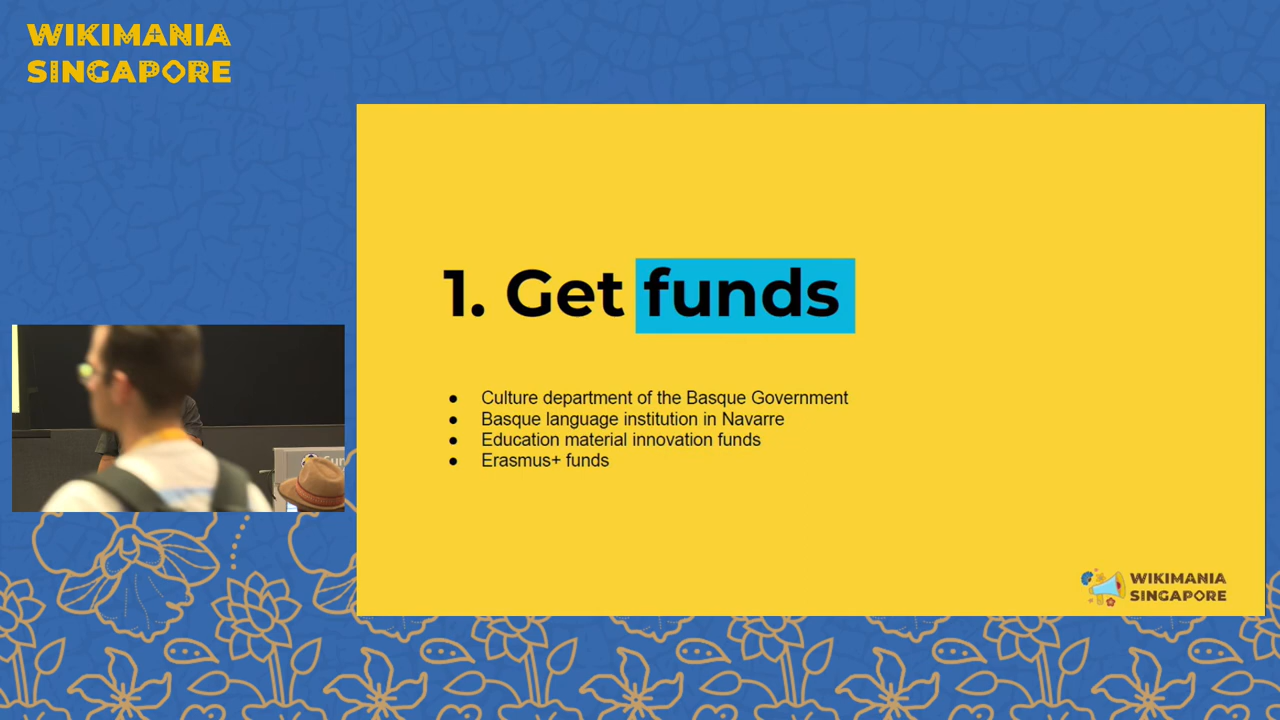 WIKIMANIA
SINGAPORE
1. Get funds
● Culture department of the Basque Government
● Basque language institution in Navarre
● Education material innovation funds
● Erasmus+ funds
WIKIMANIA
SINGAPORE